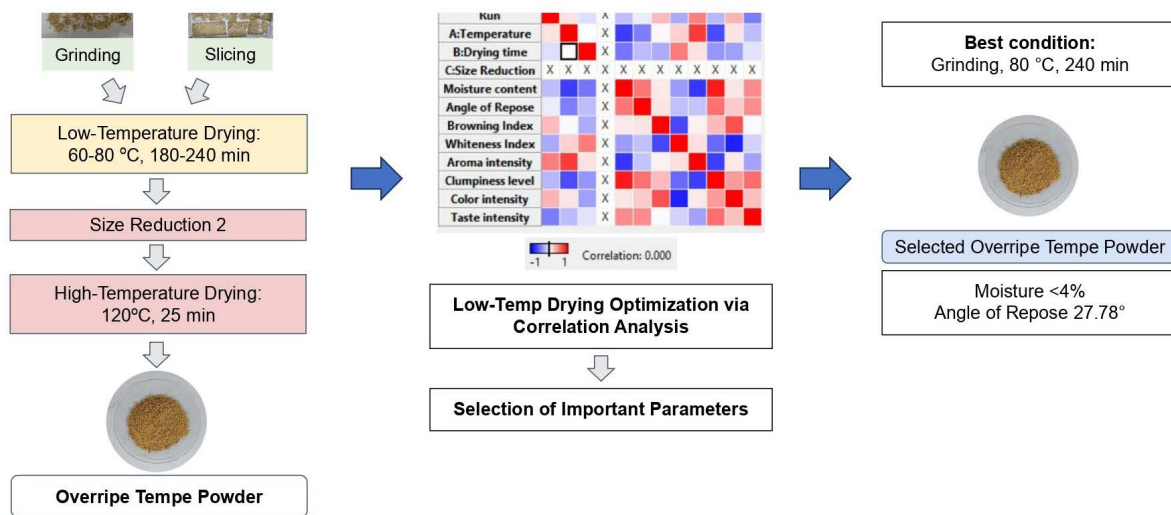 Grinding
Slicing
Low-Temperature Drying:
60-80 ºC, 180-240 min
Size Reduction 2
High-Temperature Drying:
120ºC, 25 min
Overripe Tempe Powder
Run
X
A:Temperature
X
B:Drying time
X
C:Size Reduction
X X X X X X X X X X X X
Moisture content
X
Angle of Repose
X
Browning Index
X
Whiteness Index
X
Aroma intensity
X
Clumpiness level
X
Color intensity
X
Taste intensity
X
-1 1
Correlation: 0.000
Low-Temp Drying Optimization via
Correlation Analysis
Selection of Important Parameters
Best condition:
Grinding, 80 °C, 240 min
Selected Overripe Tempe Powder
Moisture <4%
Angle of Repose 27.78°